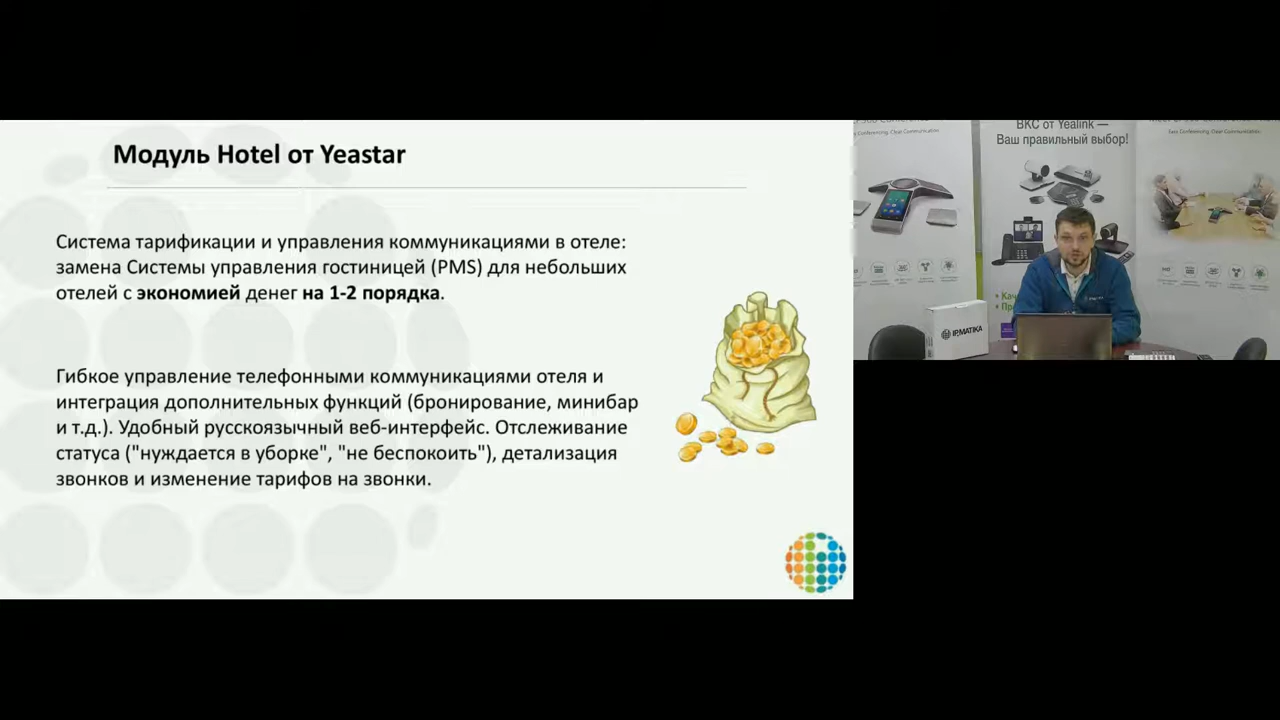 Модуль Hotel от Yeastar
Система тарификации и управления коммуникациями в отеле:
замена Системы управления гостиницей (PMS) для небольших
отелей с экономией денег на 1-2 порядка.
Гибкое управление телефонными коммуникациями отеля и
интеграция дополнительных функций (бронирование, минибар
и т.д.). Удобный русскоязычный веб-интерфейс. Отслеживание
статуса ("нуждается в уборке", "не беспокоить"), детализация
звонков и изменение тарифов на звонки.
ВКС от Yealink —
Ваш правильный выбор!
IPMATIKA